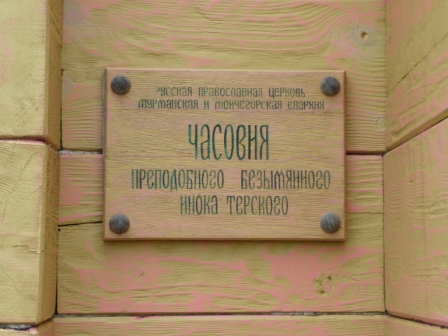 РУССКАЯ ПРАВОСЛАВНАЯ ЦЕРКОВЬ
МУРМАНСКАЯ И МОНЧЕГОРСКАЯ ЕПАРХИЯ
ЧАСОВНЯ
ПРЕПОДОБНОГО БЕЗЫМЯННОГО
ИНОКА ТЕРСКОГО